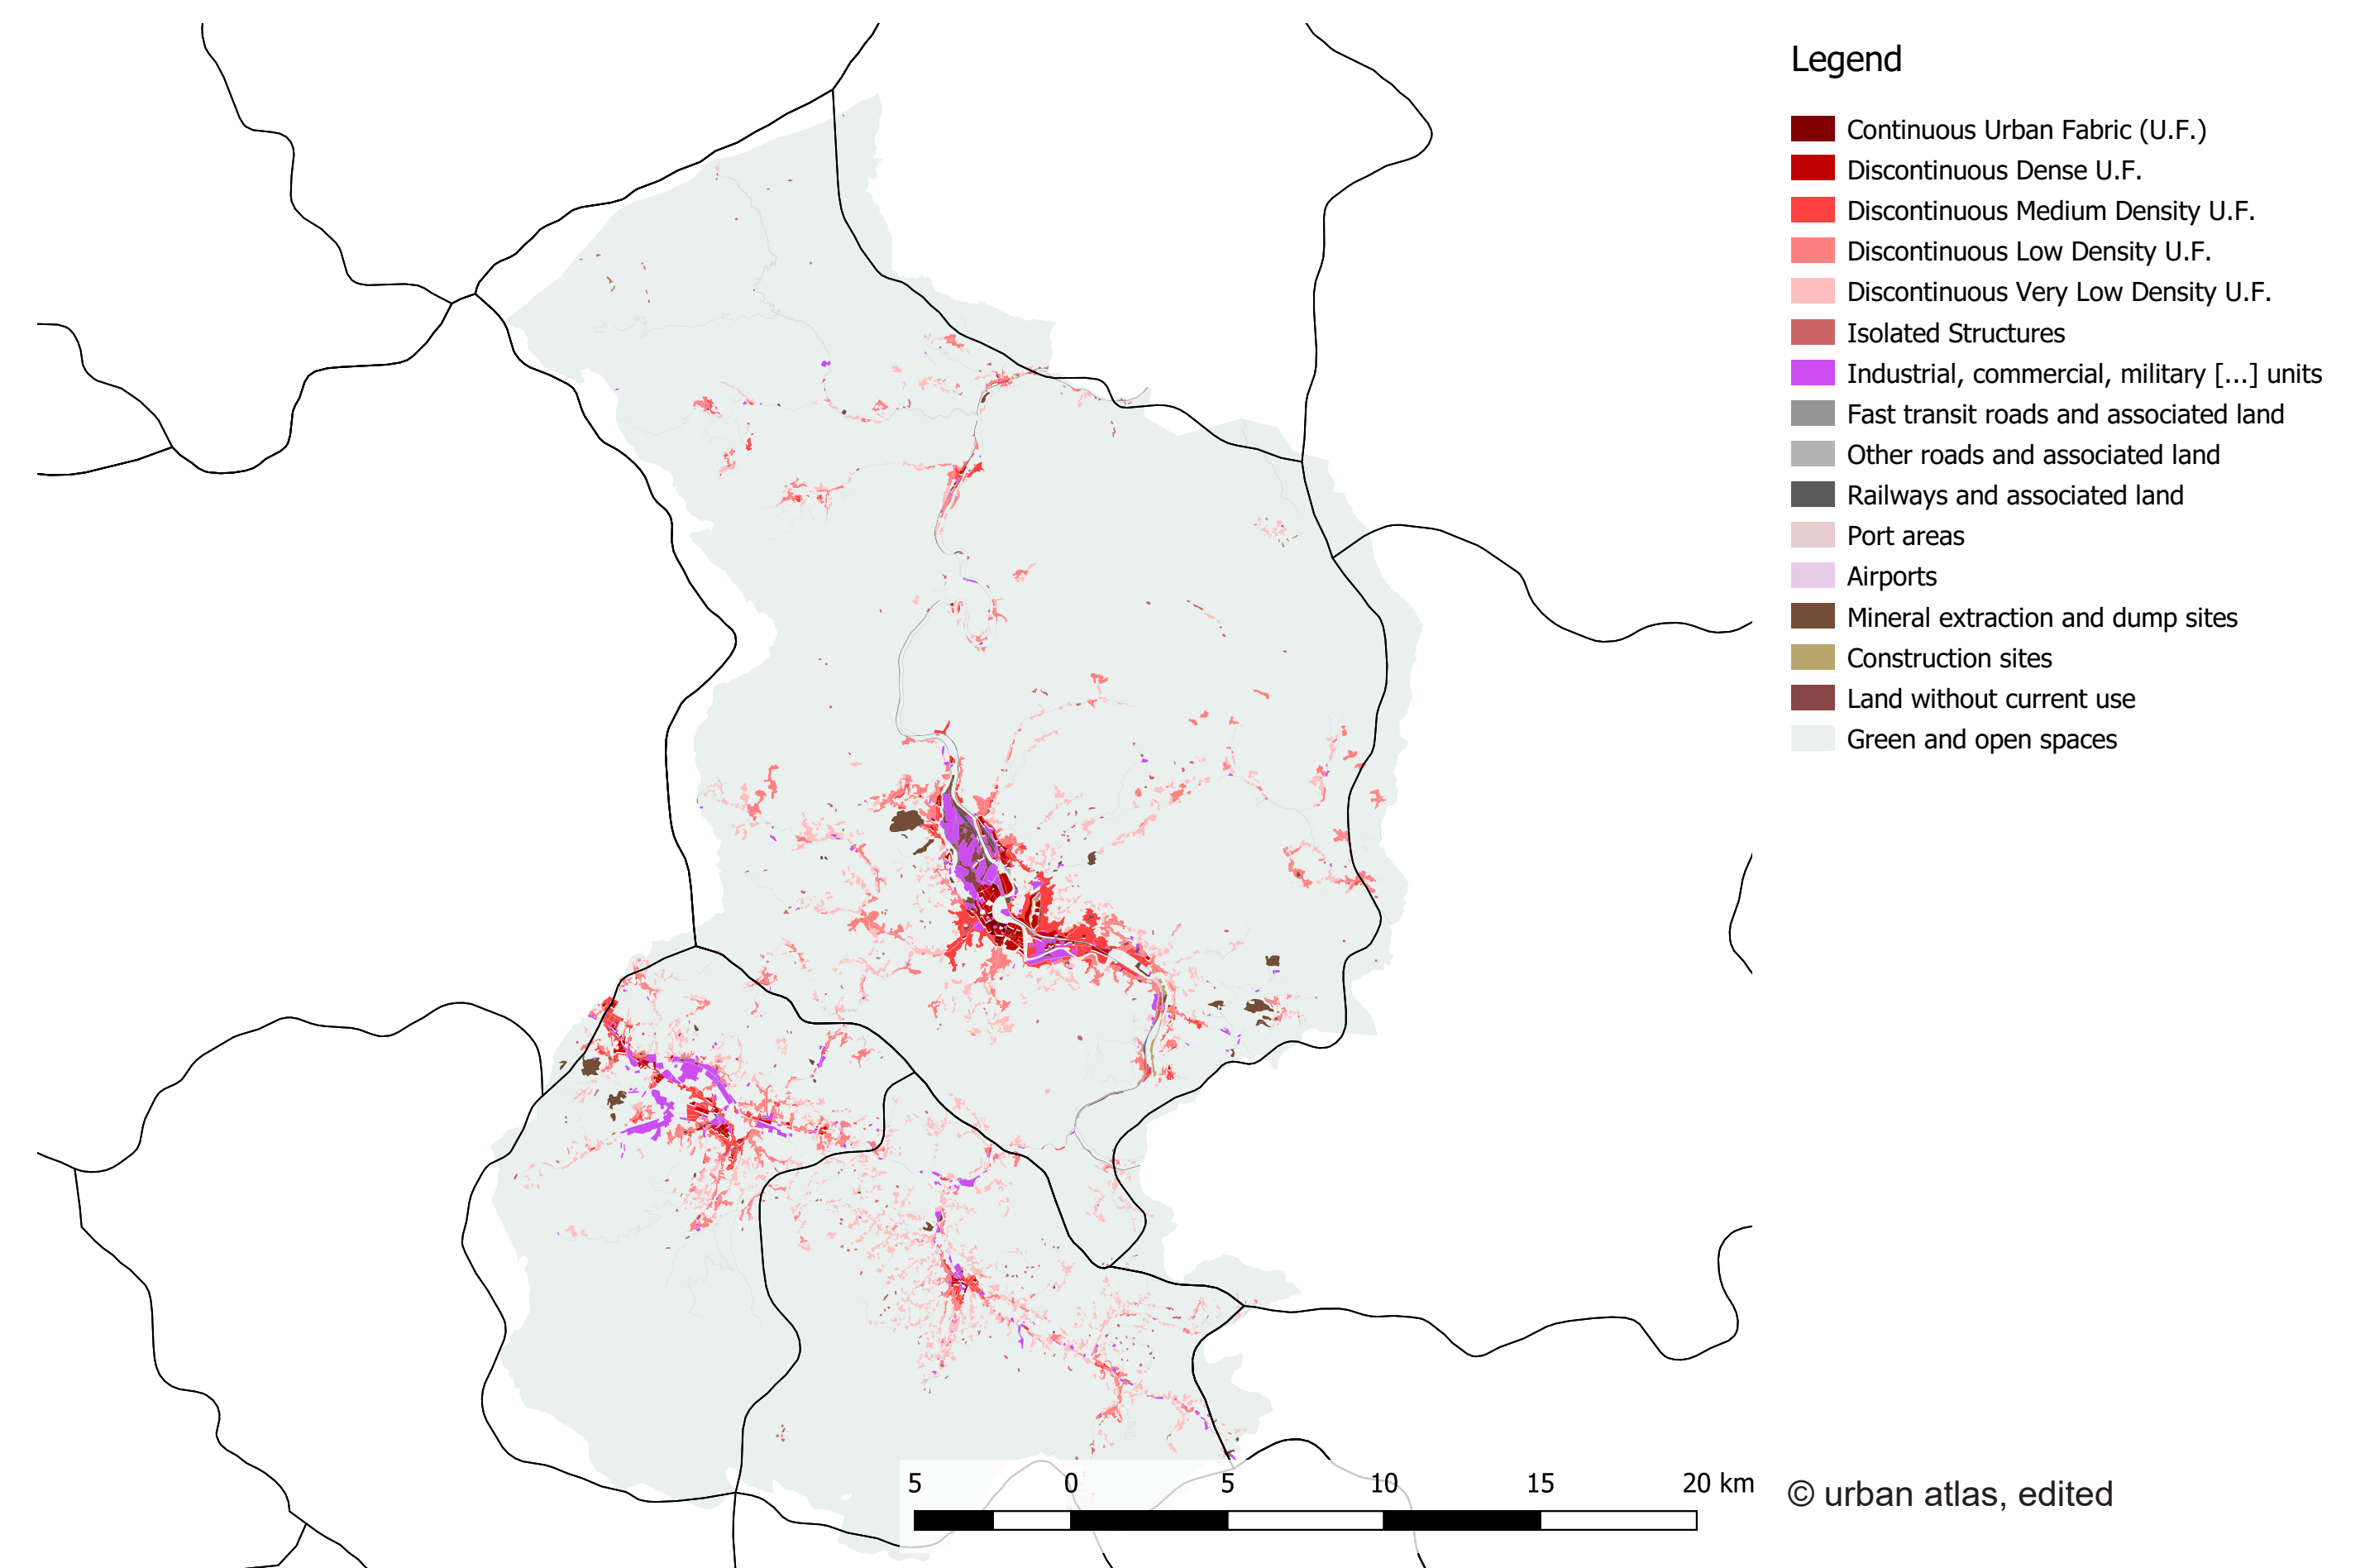 Legend
Continuous Urban Fabric (U.F.)
Discontinuous Dense U.F.
Discontinuous Medium Density U.F.
Discontinuous Low Density U.F.
Discontinuous Very Low Density U.F.
Isolated Structures
Industrial, commercial, military [...] units
Fast transit roads and associated land
Other roads and associated land
Railways and associated land
Port areas
Airports
Mineral extraction and dump sites
Construction sites
Land without current use
Green and open spaces
5 0 5 10 15 20 km
© urban atlas, edited